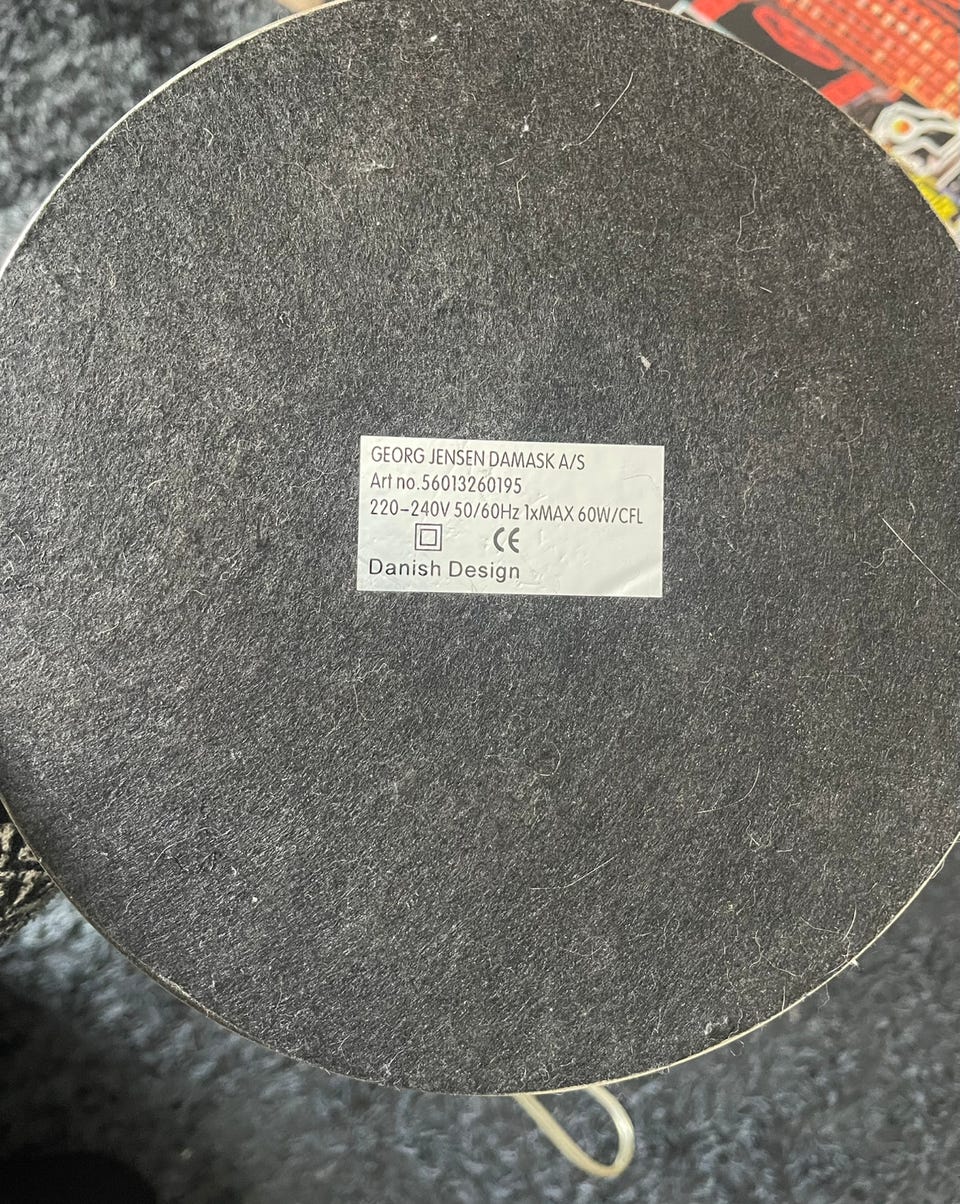 GEORG JENSEN DAMASK A/S
Art no.56013260195
220-240V 50/60Hz 1xMAX 60W/CFL
CE
Danish Design